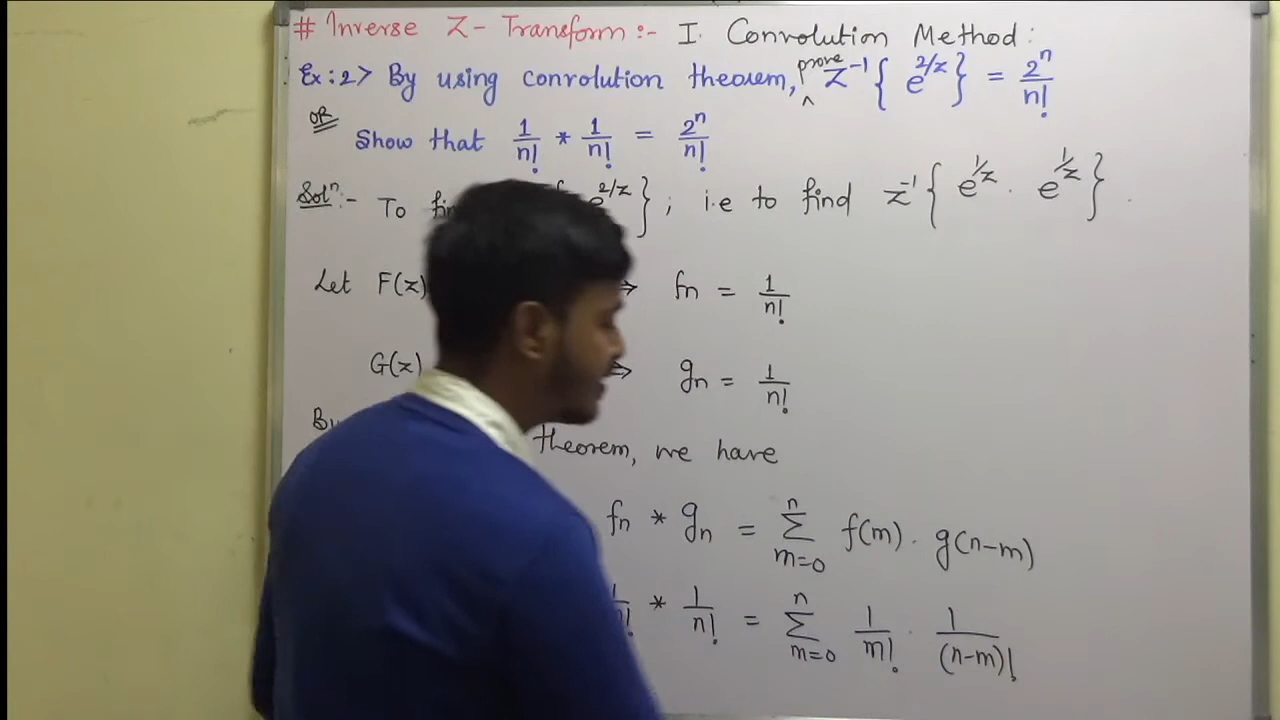 # Inverse Z-Transform :- I. Convolution Method :
Ex:2> By using convolution theorem, prove Z⁻¹{ e^{2/z} } = 2ⁿ/n!
OR
Show that 1/n! * 1/n! = 2ⁿ/n!
Solⁿ:- To e^{2/z} } ; i.e to find Z⁻¹{ e^{1/z} . e^{1/z} }
Let F(z) fn = 1/n!
G(z) ⇒ gn = 1/n!
theorem, we have
fn * gn = Σ_{m=0}^{n} f(m) . g(n-m)
* 1/n! = Σ_{m=0}^{n} 1/m! . 1/(n-m)!